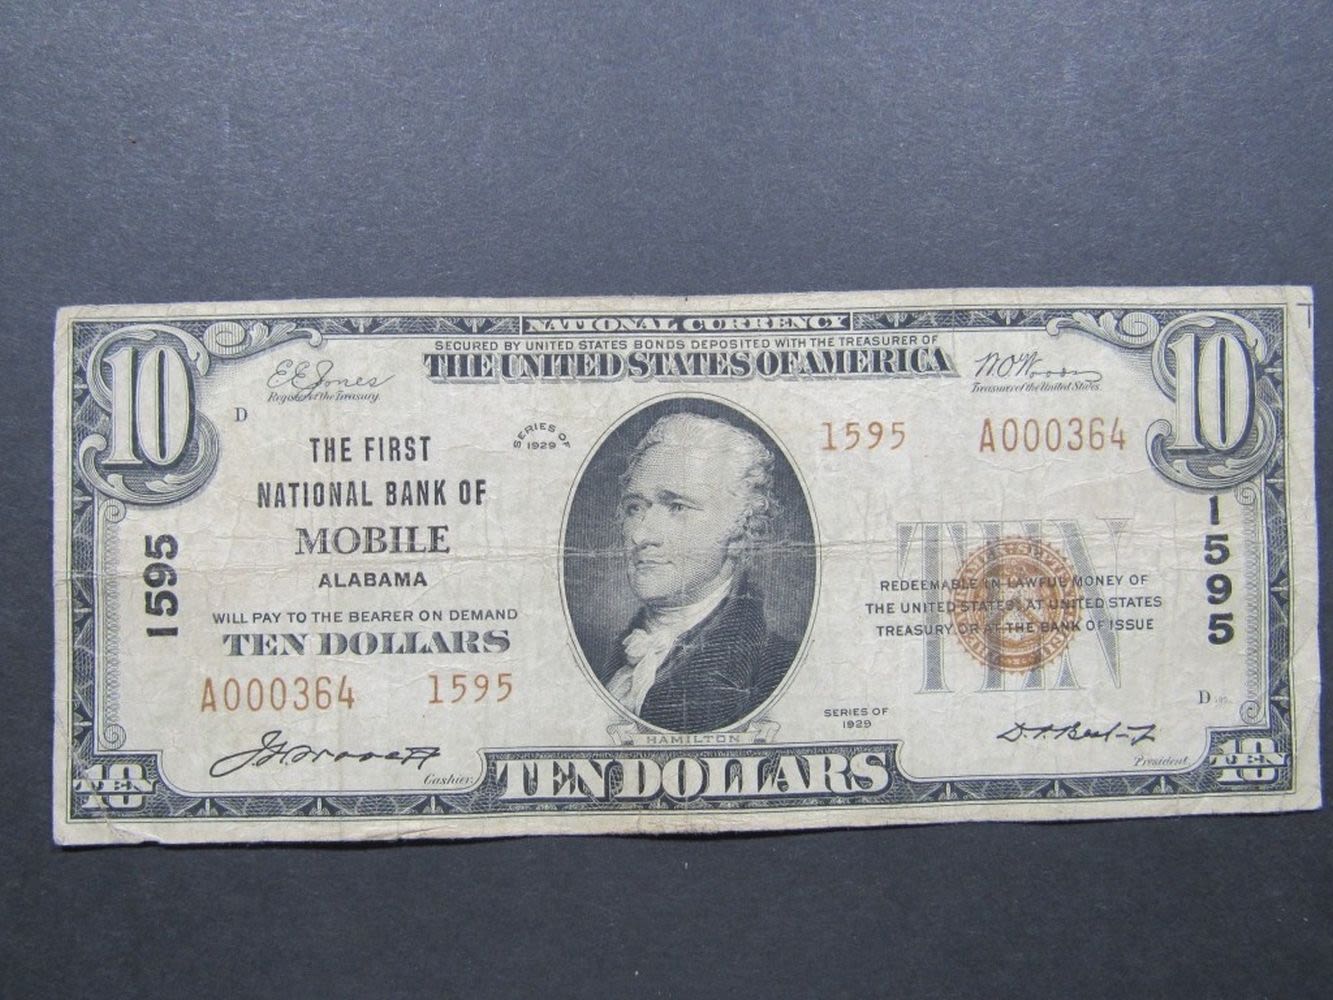 NATIONAL CURRENCY
SECURED BY UNITED STATES BONDS DEPOSITED WITH THE TREASURER OF
THE UNITED STATES OF AMERICA
10
10
E E Jones
Register of the Treasury
W O Woods
Treasurer of the United States
D
SERIES OF
1929
THE FIRST
NATIONAL BANK OF
MOBILE
ALABAMA
WILL PAY TO THE BEARER ON DEMAND
TEN DOLLARS
1595 A000364
1595
1595
TEN
REDEEMABLE IN LAWFUL MONEY OF
THE UNITED STATES AT UNITED STATES
TREASURY OR AT THE BANK OF ISSUE
A000364 1595
D
SERIES OF
1929
HAMILTON
Cashier
President
10
TEN
TEN DOLLARS
10
TEN